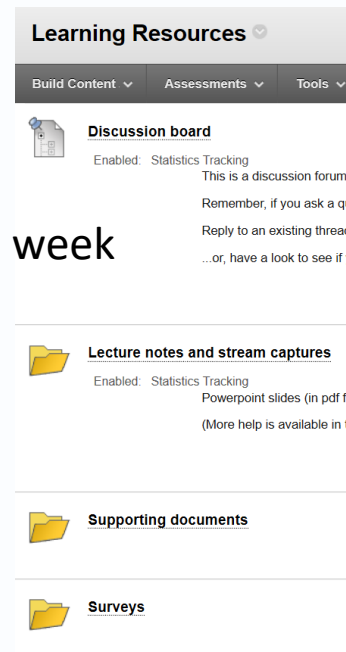 Learning Resources
Build Content Assessments Tools
Discussion board
Enabled: Statistics Tracking
This is a discussion forum
Remember, if you ask a
Reply to an existing
week
...or, have a look to see if
Lecture notes and stream captures
Enabled: Statistics Tracking
Powerpoint slides (in pdf
(More help is available in
Supporting documents
Surveys